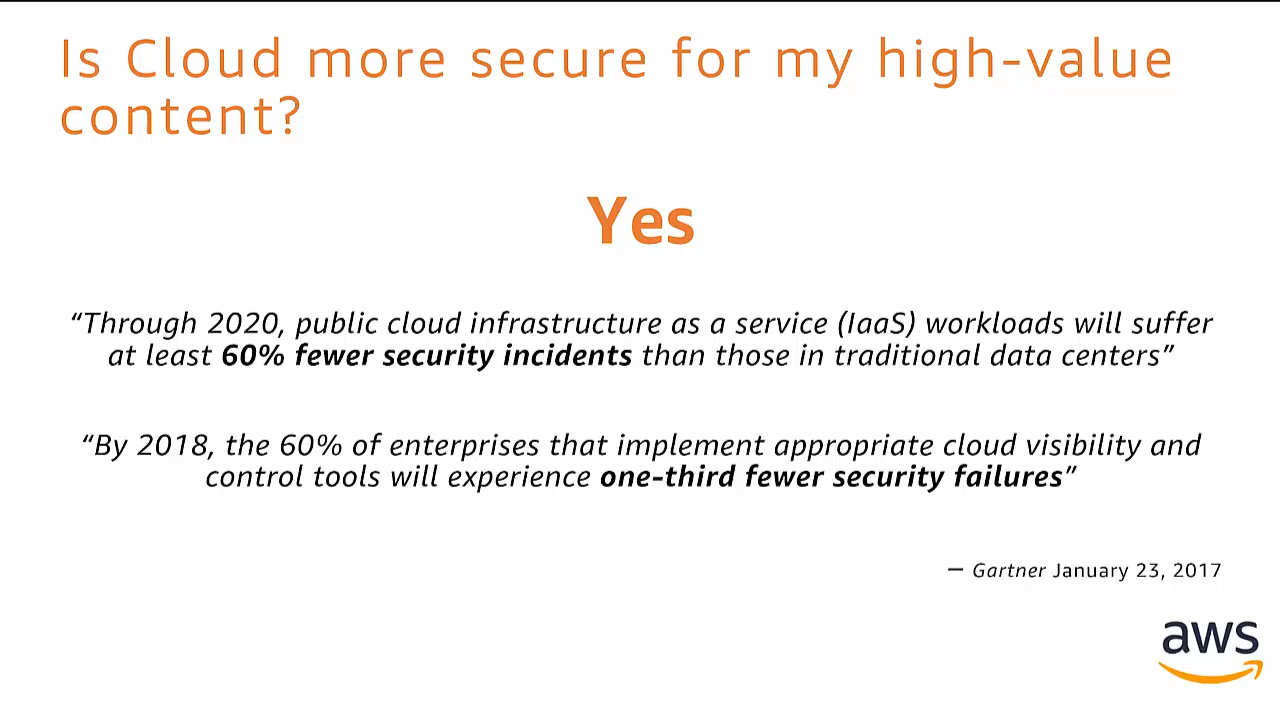 Is Cloud more secure for my high-value
content?
Yes
“Through 2020, public cloud infrastructure as a service (IaaS) workloads will suffer
at least 60% fewer security incidents than those in traditional data centers”
“By 2018, the 60% of enterprises that implement appropriate cloud visibility and
control tools will experience one-third fewer security failures”
— Gartner January 23, 2017
aws